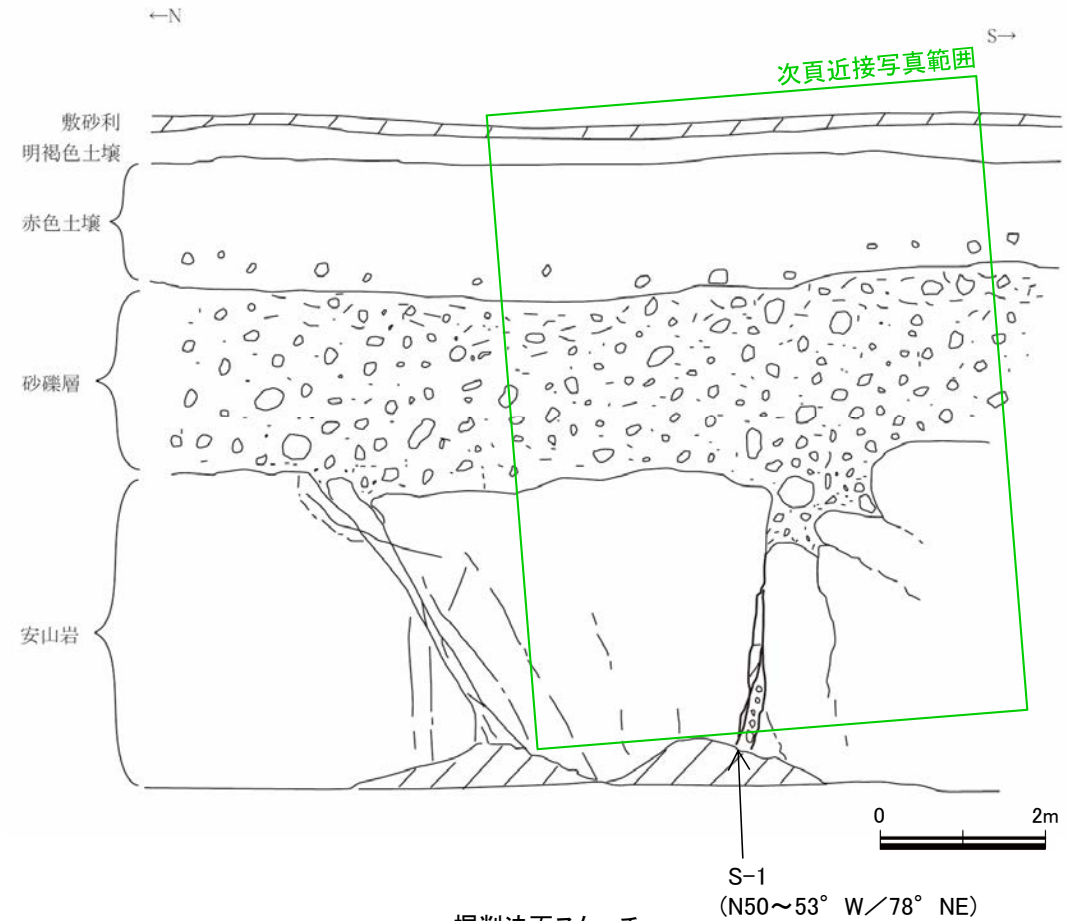 ←N
S→
次頁近接写真範囲
敷砂利
明褐色土壌
赤色土壌
砂礫層
安山岩
0 2m
S-1
(N50～53°W／78°NE)